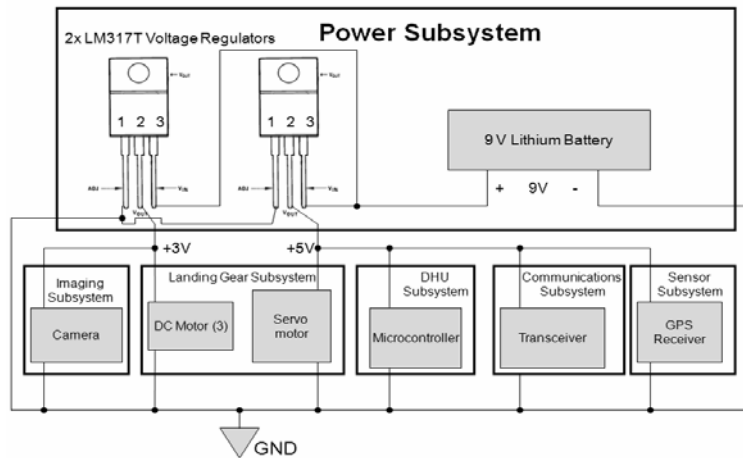 Power Subsystem
2x LM317T Voltage Regulators
VOUT
VOUT
1 2 3
1 2 3
9 V Lithium Battery
+ 9V -
ADJ
VIN
ADJ
VIN
VOUT
VOUT
+3V
+5V
Imaging
Subsystem
Camera
Landing Gear Subsystem
DC Motor (3)
Servo
motor
DHU
Subsystem
Microcontroller
Communications
Subsystem
Transceiver
Sensor
Subsystem
GPS
Receiver
GND